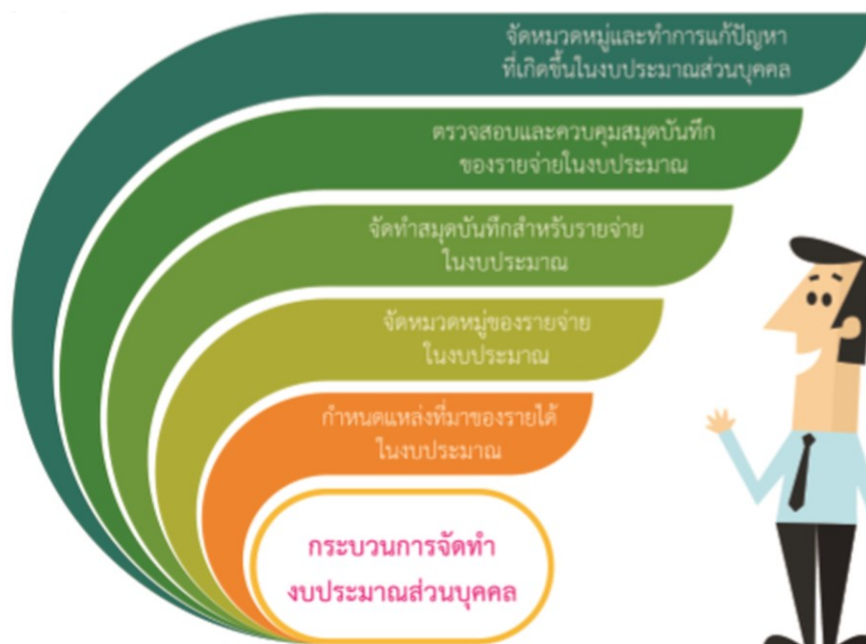 จัดหมวดหมู่และทำการแก้ปัญหา
ที่เกิดขึ้นในงบประมาณส่วนบุคคล
ตรวจสอบและควบคุมสมุดบันทึก
ของรายจ่ายในงบประมาณ
จัดทำสมุดบันทึกสำหรับรายจ่าย
ในงบประมาณ
จัดหมวดหมู่ของรายจ่าย
ในงบประมาณ
กำหนดแหล่งที่มาของรายได้
ในงบประมาณ
กระบวนการจัดทำ
งบประมาณส่วนบุคคล